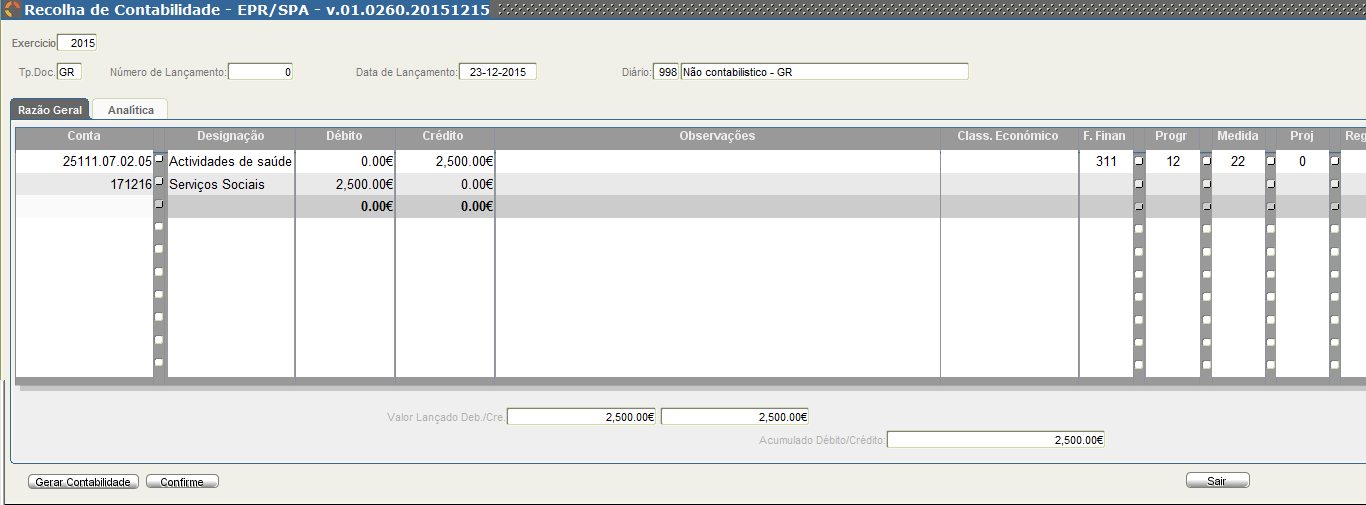 Recolha de Contabilidade - EPR/SPA - v.01.0260.20151215
Exercicio 2015
Tp.Doc. GR Número de Lançamento: 0 Data de Lançamento: 23-12-2015 Diário: 998 Não contabilistico - GR
Razão Geral Analítica
Conta Designação Débito Crédito Observações Class. Económico F. Finan Progr Medida Proj Reg
25111.07.02.05 Actividades de saúde 0.00€ 2,500.00€ 311 12 22 0
171216 Serviços Sociais 2,500.00€ 0.00€
0.00€ 0.00€
Valor Lançado Deb./Cre. 2,500.00€ 2,500.00€
Acumulado Débito/Crédito: 2,500.00€
Gerar Contabilidade Confirme Sair